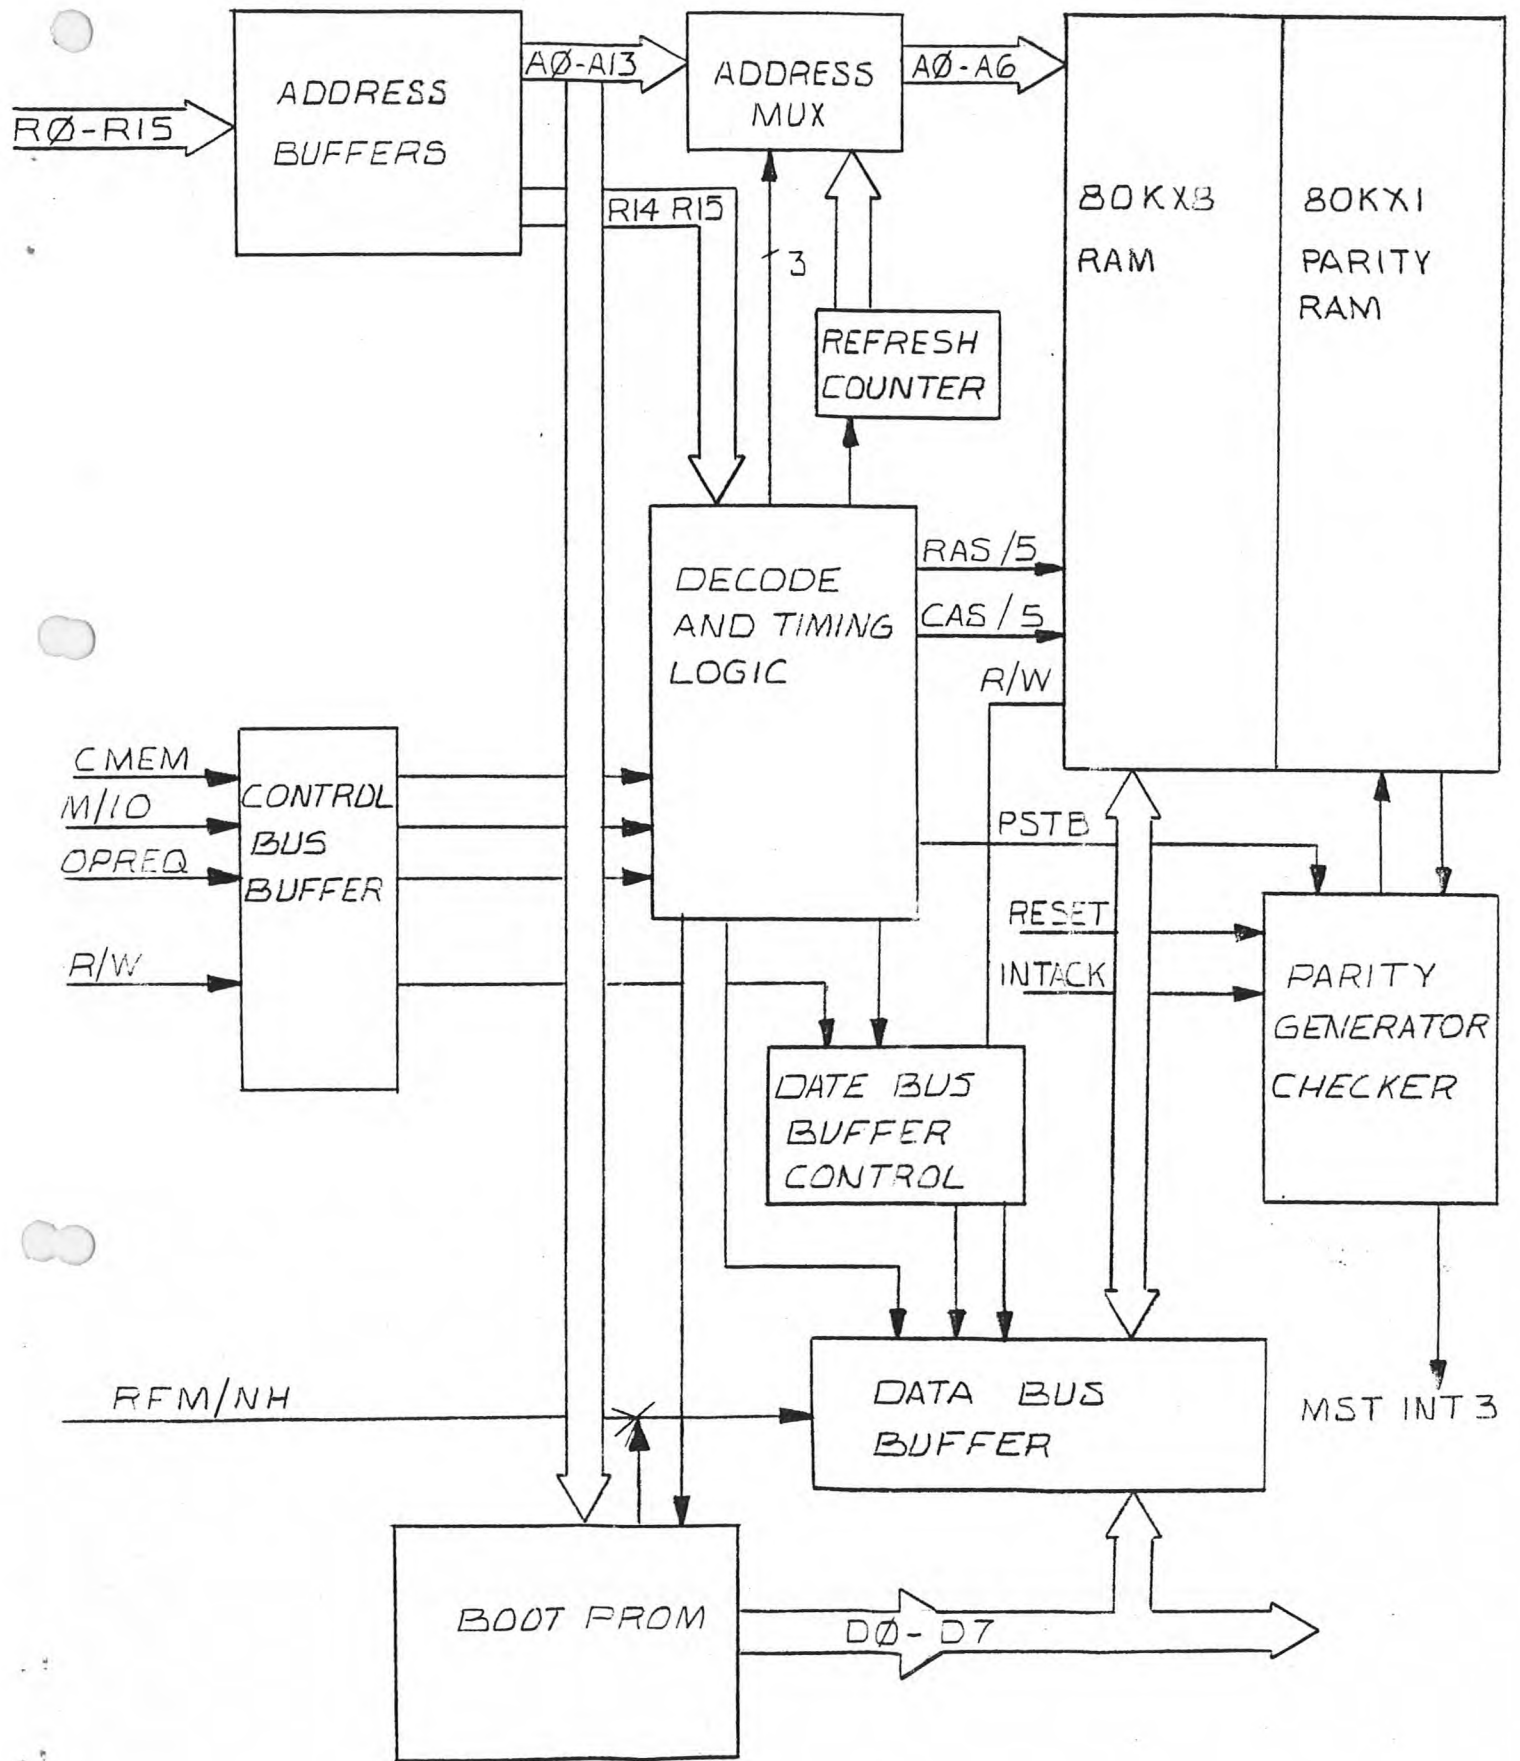 RØ-R15
ADDRESS
BUFFERS
AØ-A13
ADDRESS
MUX
AØ-A6
R14 R15
3
REFRESH
COUNTER
80KX8
RAM
80KX1
PARITY
RAM
DECODE
AND TIMING
LOGIC
RAS/5
CAS/5
R/W
CMEM
M/IO
OPREQ
R/W
CONTROL
BUS
BUFFER
PSTB
RESET
INTACK
PARITY
GENERATOR
CHECKER
DATE BUS
BUFFER
CONTROL
RFM/NH
DATA BUS
BUFFER
MST INT 3
BOOT PROM
DØ-D7